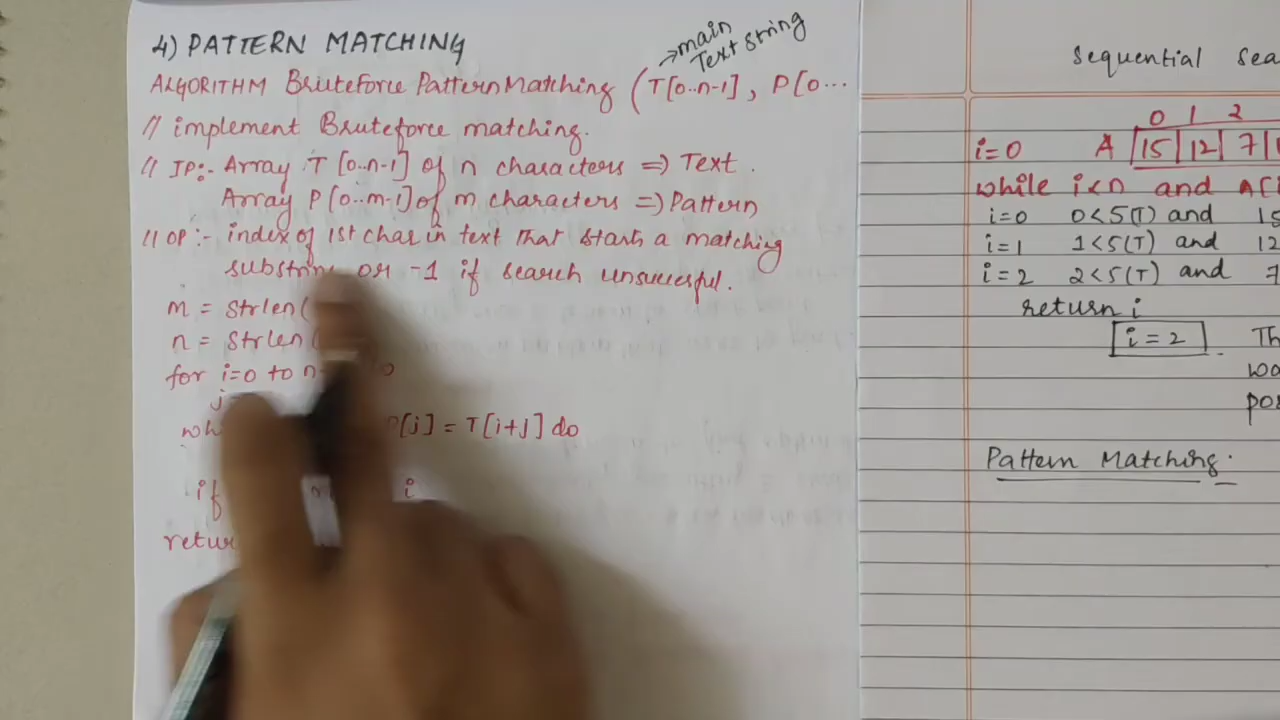 4) PATTERN MATCHING
→main
Text string
ALGORITHM Bruteforce PatternMatching (T[0..n-1], P[0...
// implement Bruteforce matching.
// IP:- Array T [0..n-1] of n characters => Text.
Array P[0..m-1] of m characters => Pattern
// OP :- index of 1st char in text that starts a matching
substring or -1 if search unsuccessful.
m = strlen(
n = strlen(
for i=0 to n-
P[j] = T[i+j] do
if i
sequential
0 1 2
i=0 A 15 12 7
while i<n and A[i
i=0 0<5(T) and
i=1 1<5(T) and 12
i=2 2<5(T) and 7
return i
i = 2
Pattern Matching.